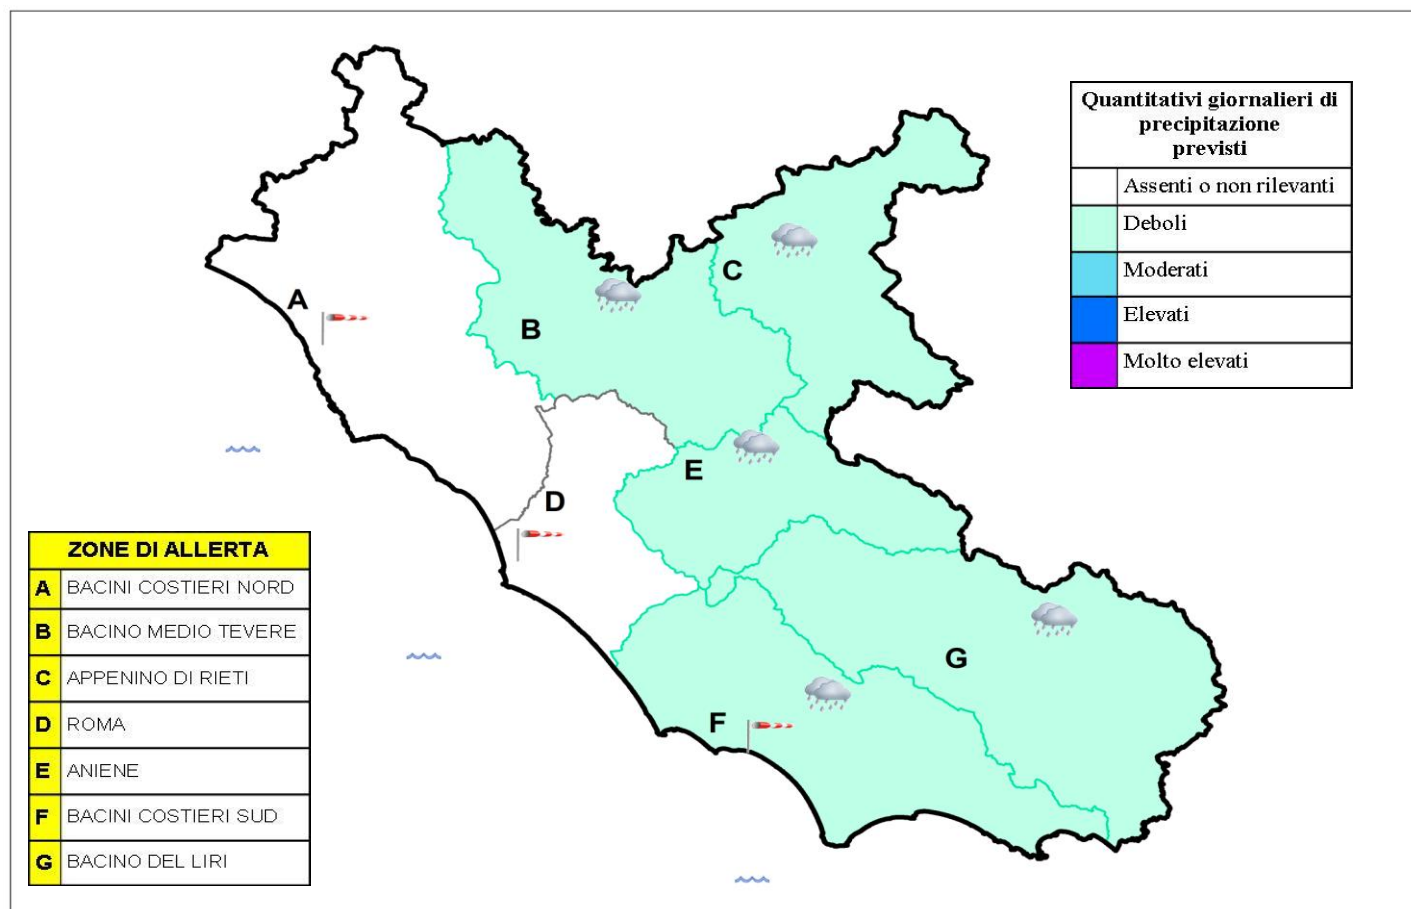 Quantitativi giornalieri di
precipitazione
previsti
Assenti o non rilevanti
Deboli
Moderati
Elevati
Molto elevati
A
B
C
D
E
F
G
ZONE DI ALLERTA
A BACINI COSTIERI NORD
B BACINO MEDIO TEVERE
C APPENINO DI RIETI
D ROMA
E ANIENE
F BACINI COSTIERI SUD
G BACINO DEL LIRI